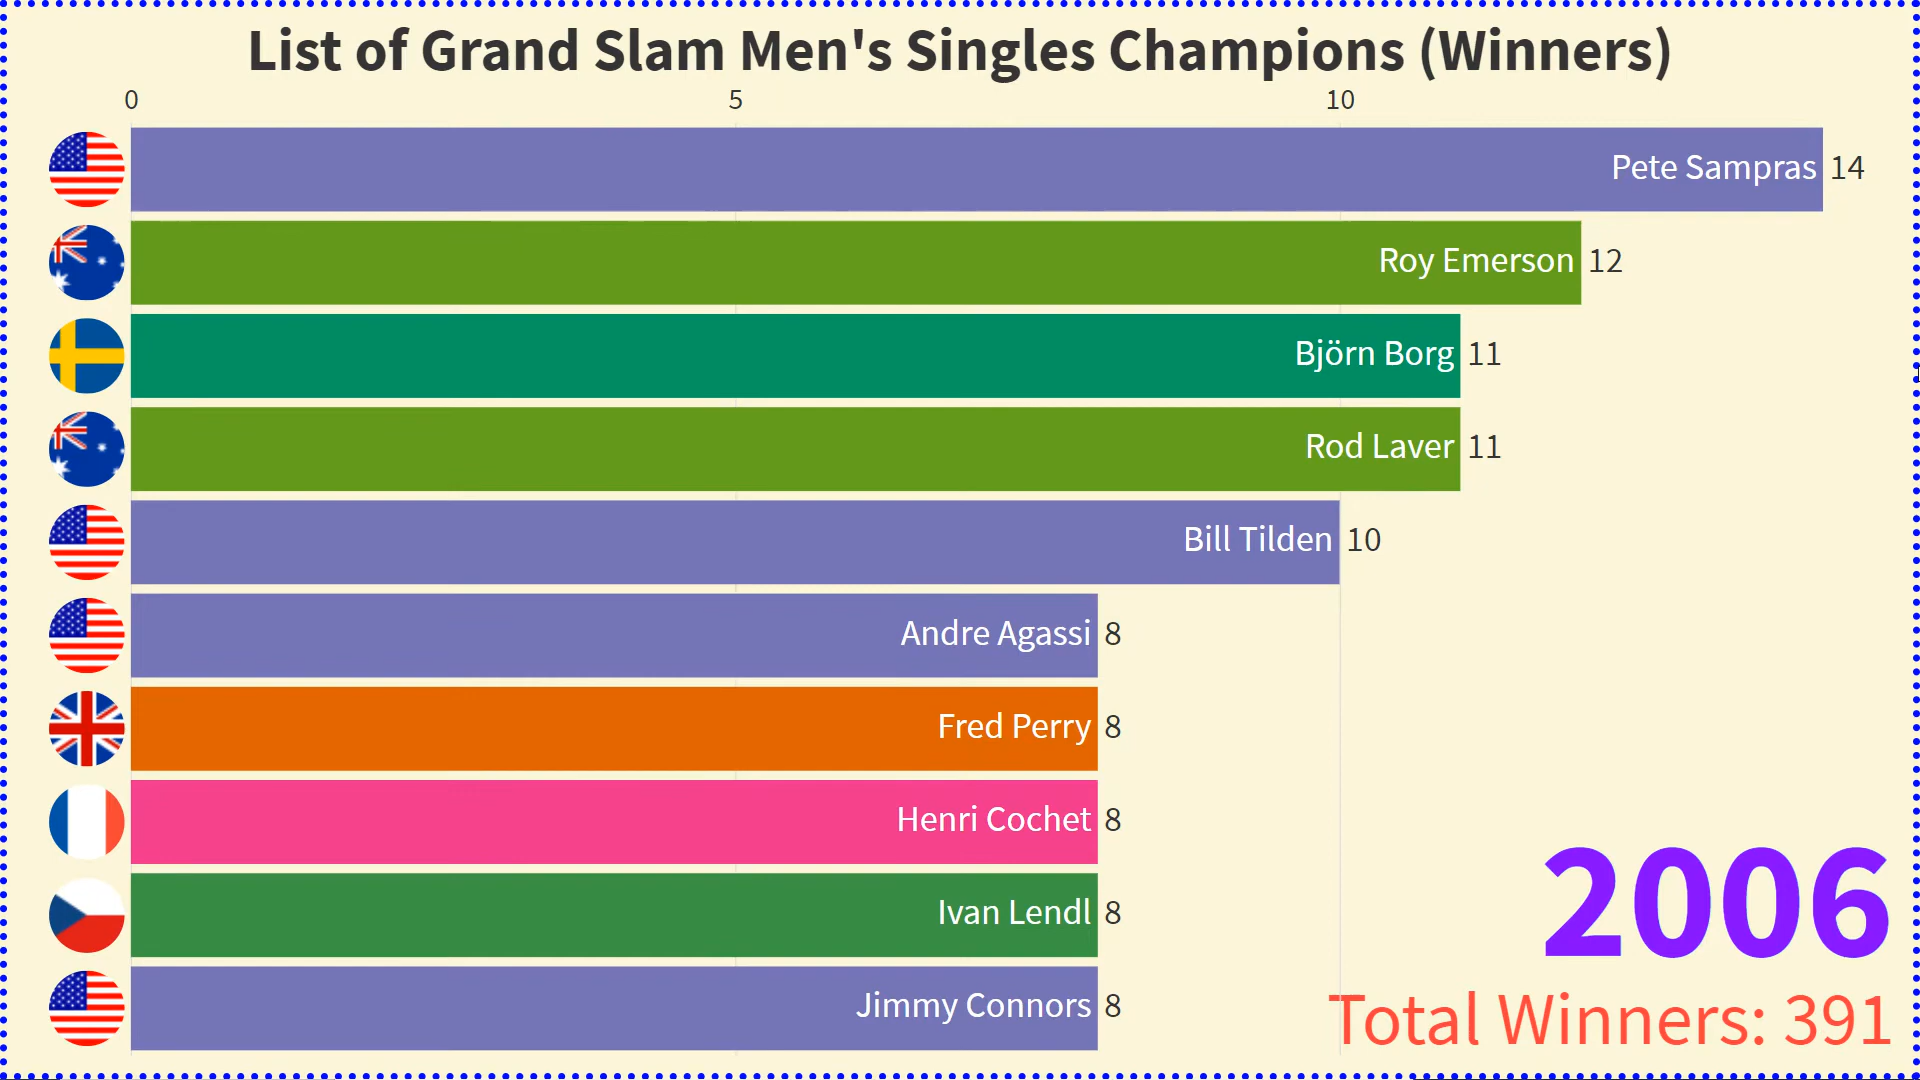 List of Grand Slam Men's Singles Champions (Winners)
0 5 10
Pete Sampras 14
Roy Emerson 12
Björn Borg 11
Rod Laver 11
Bill Tilden 10
Andre Agassi 8
Fred Perry 8
Henri Cochet 8
Ivan Lendl 8
Jimmy Connors 8
2006
Total Winners: 391